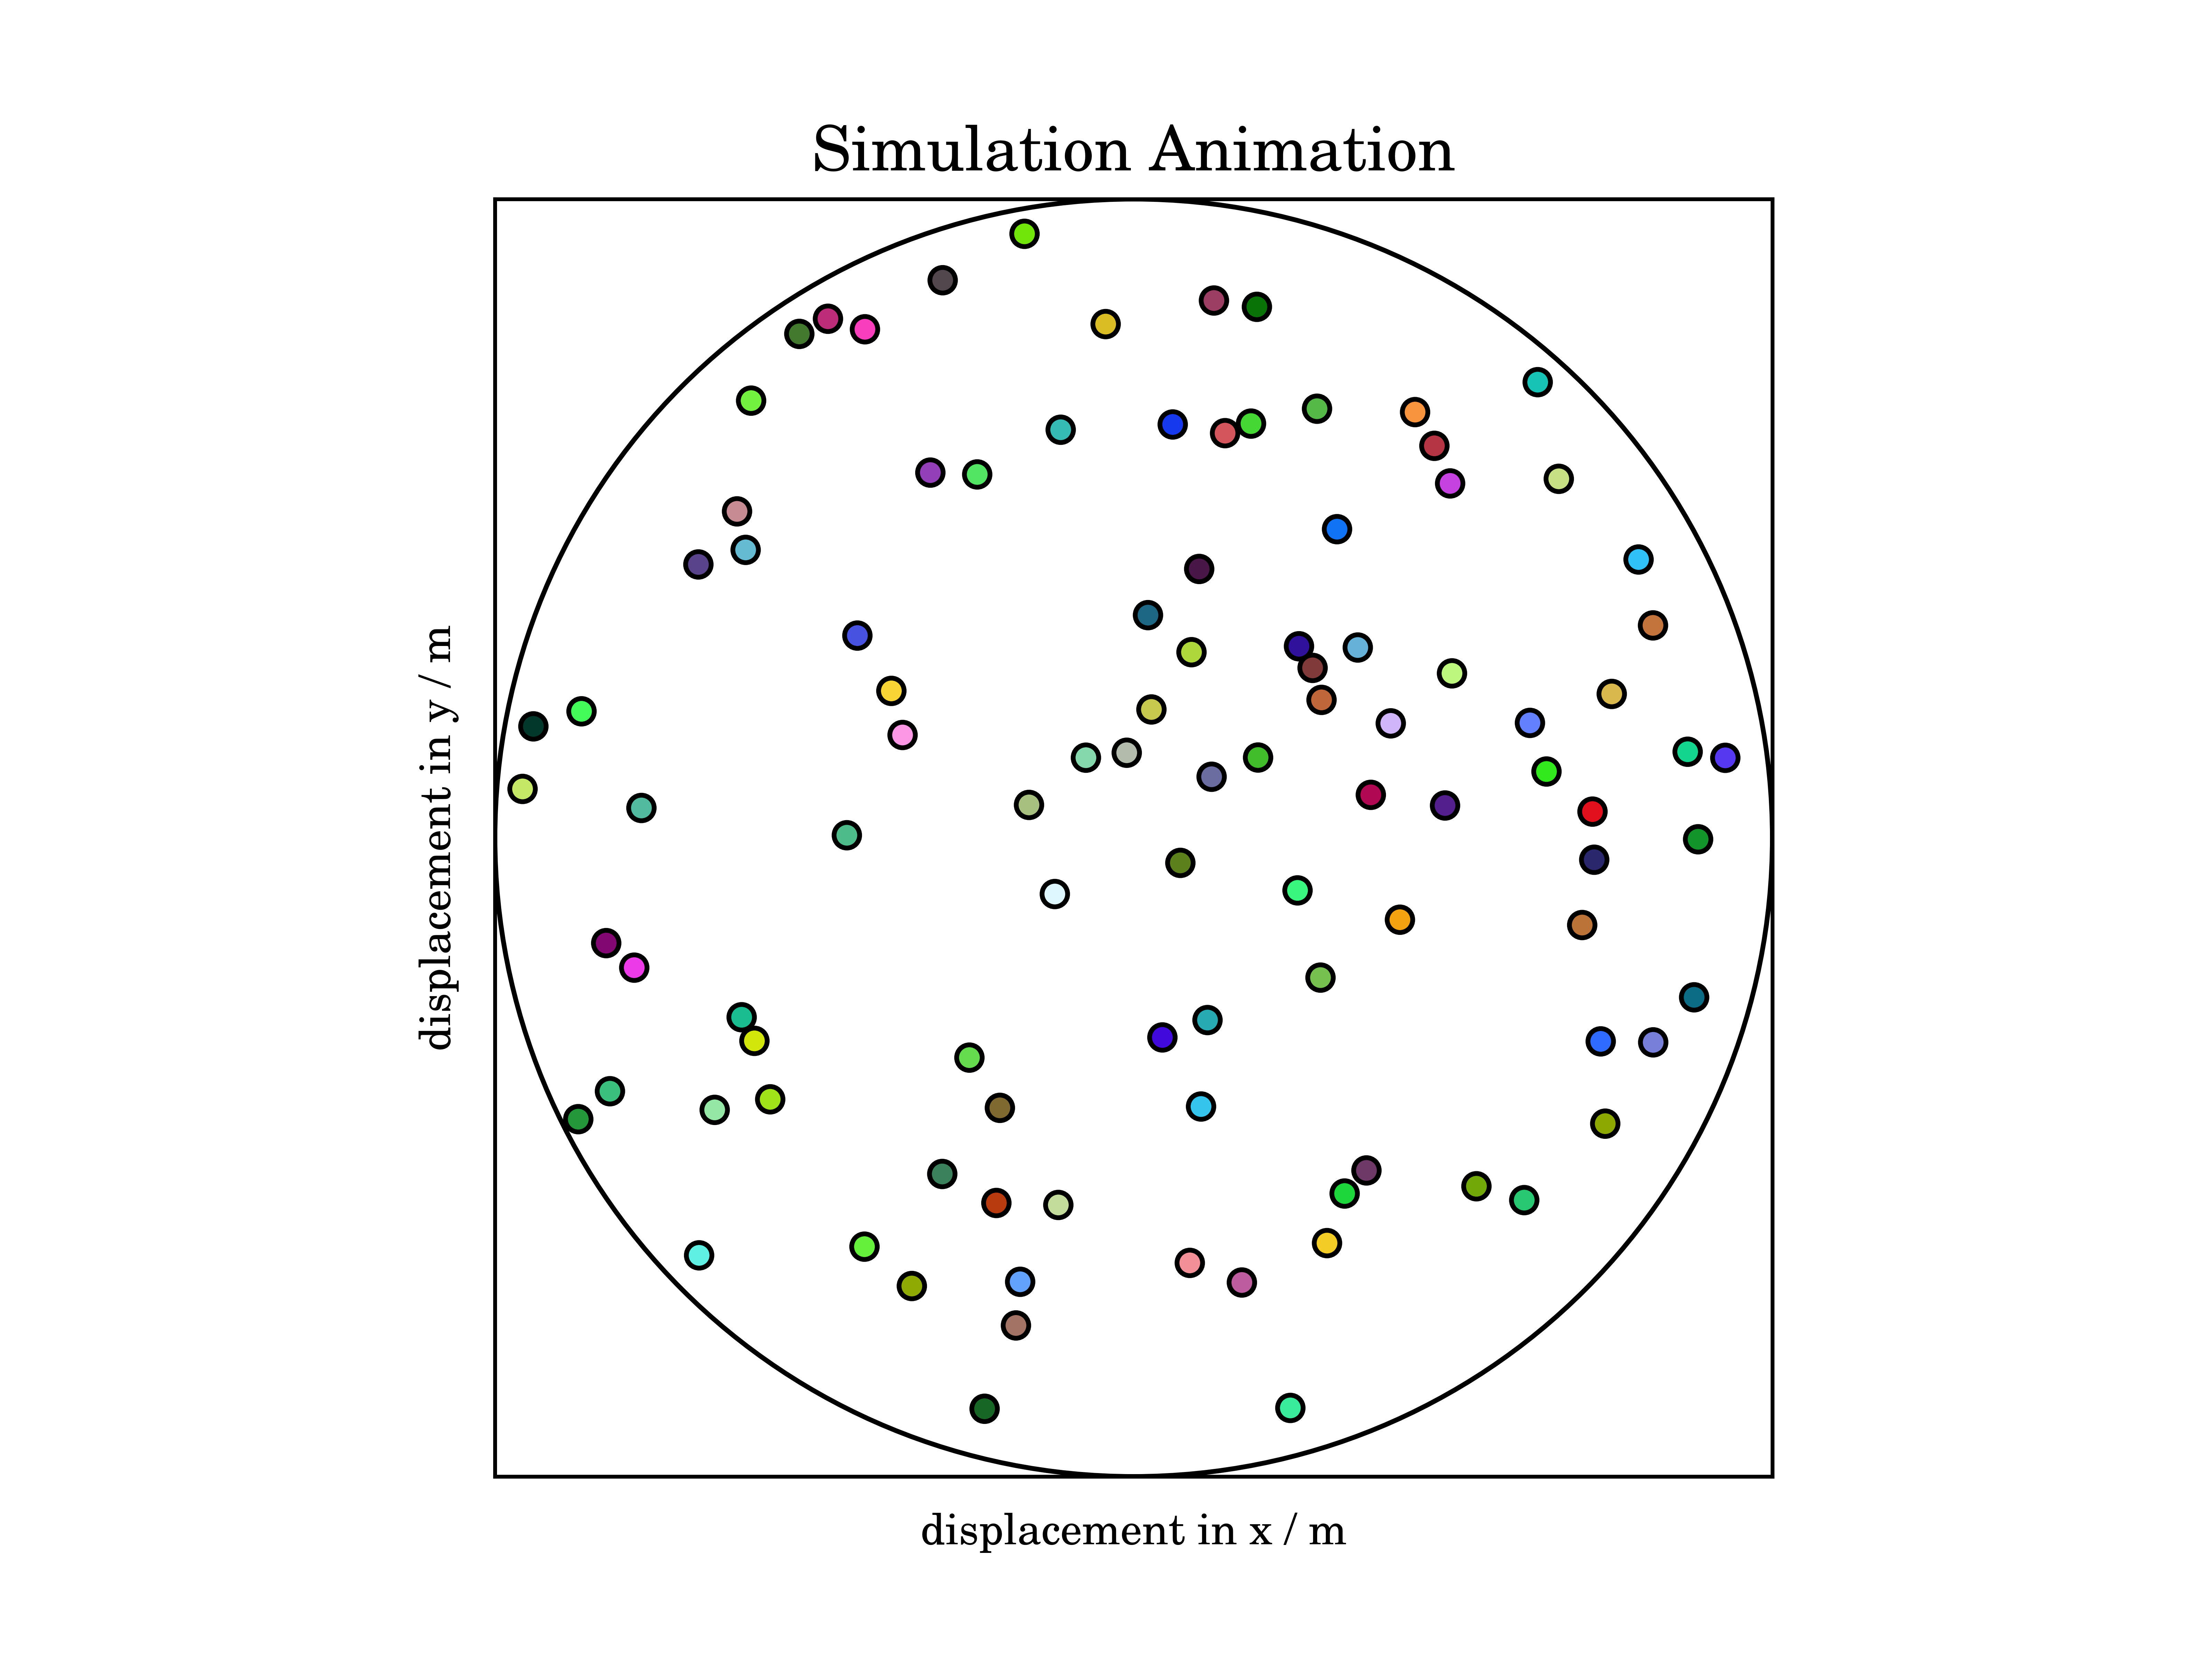 Simulation Animation
displacement in y / m
displacement in x / m